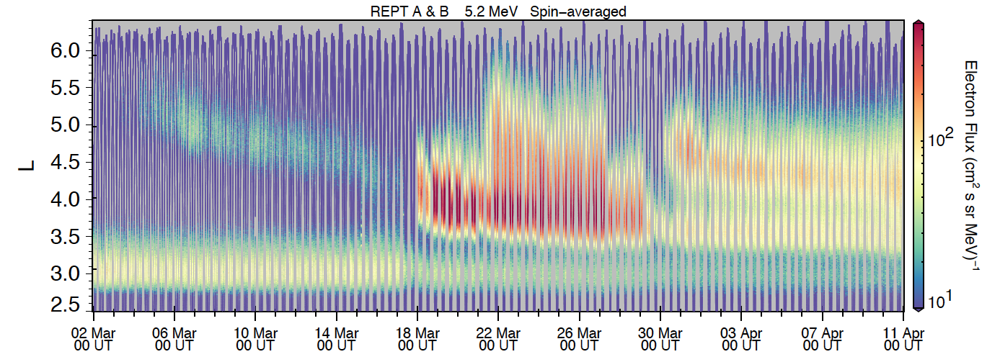 REPT A & B 5.2 MeV Spin−averaged
L
6.0
5.5
5.0
4.5
4.0
3.5
3.0
2.5
02 Mar 06 Mar 10 Mar 14 Mar 18 Mar 22 Mar 26 Mar 30 Mar 03 Apr 07 Apr 11 Apr
00 UT 00 UT 00 UT 00 UT 00 UT 00 UT 00 UT 00 UT 00 UT 00 UT 00 UT
10²
10¹
Electron Flux (cm² s sr MeV)⁻¹